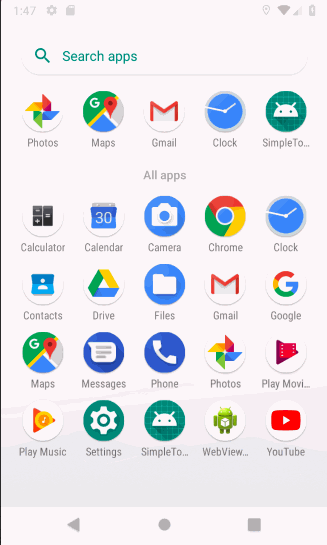 1:47
Search apps
Photos Maps Gmail Clock SimpleTo...
All apps
30
Calculator Calendar Camera Chrome Clock
Contacts Drive Files Gmail Google
Maps Messages Phone Photos Play Movi...
Play Music Settings SimpleTo... WebView... YouTube